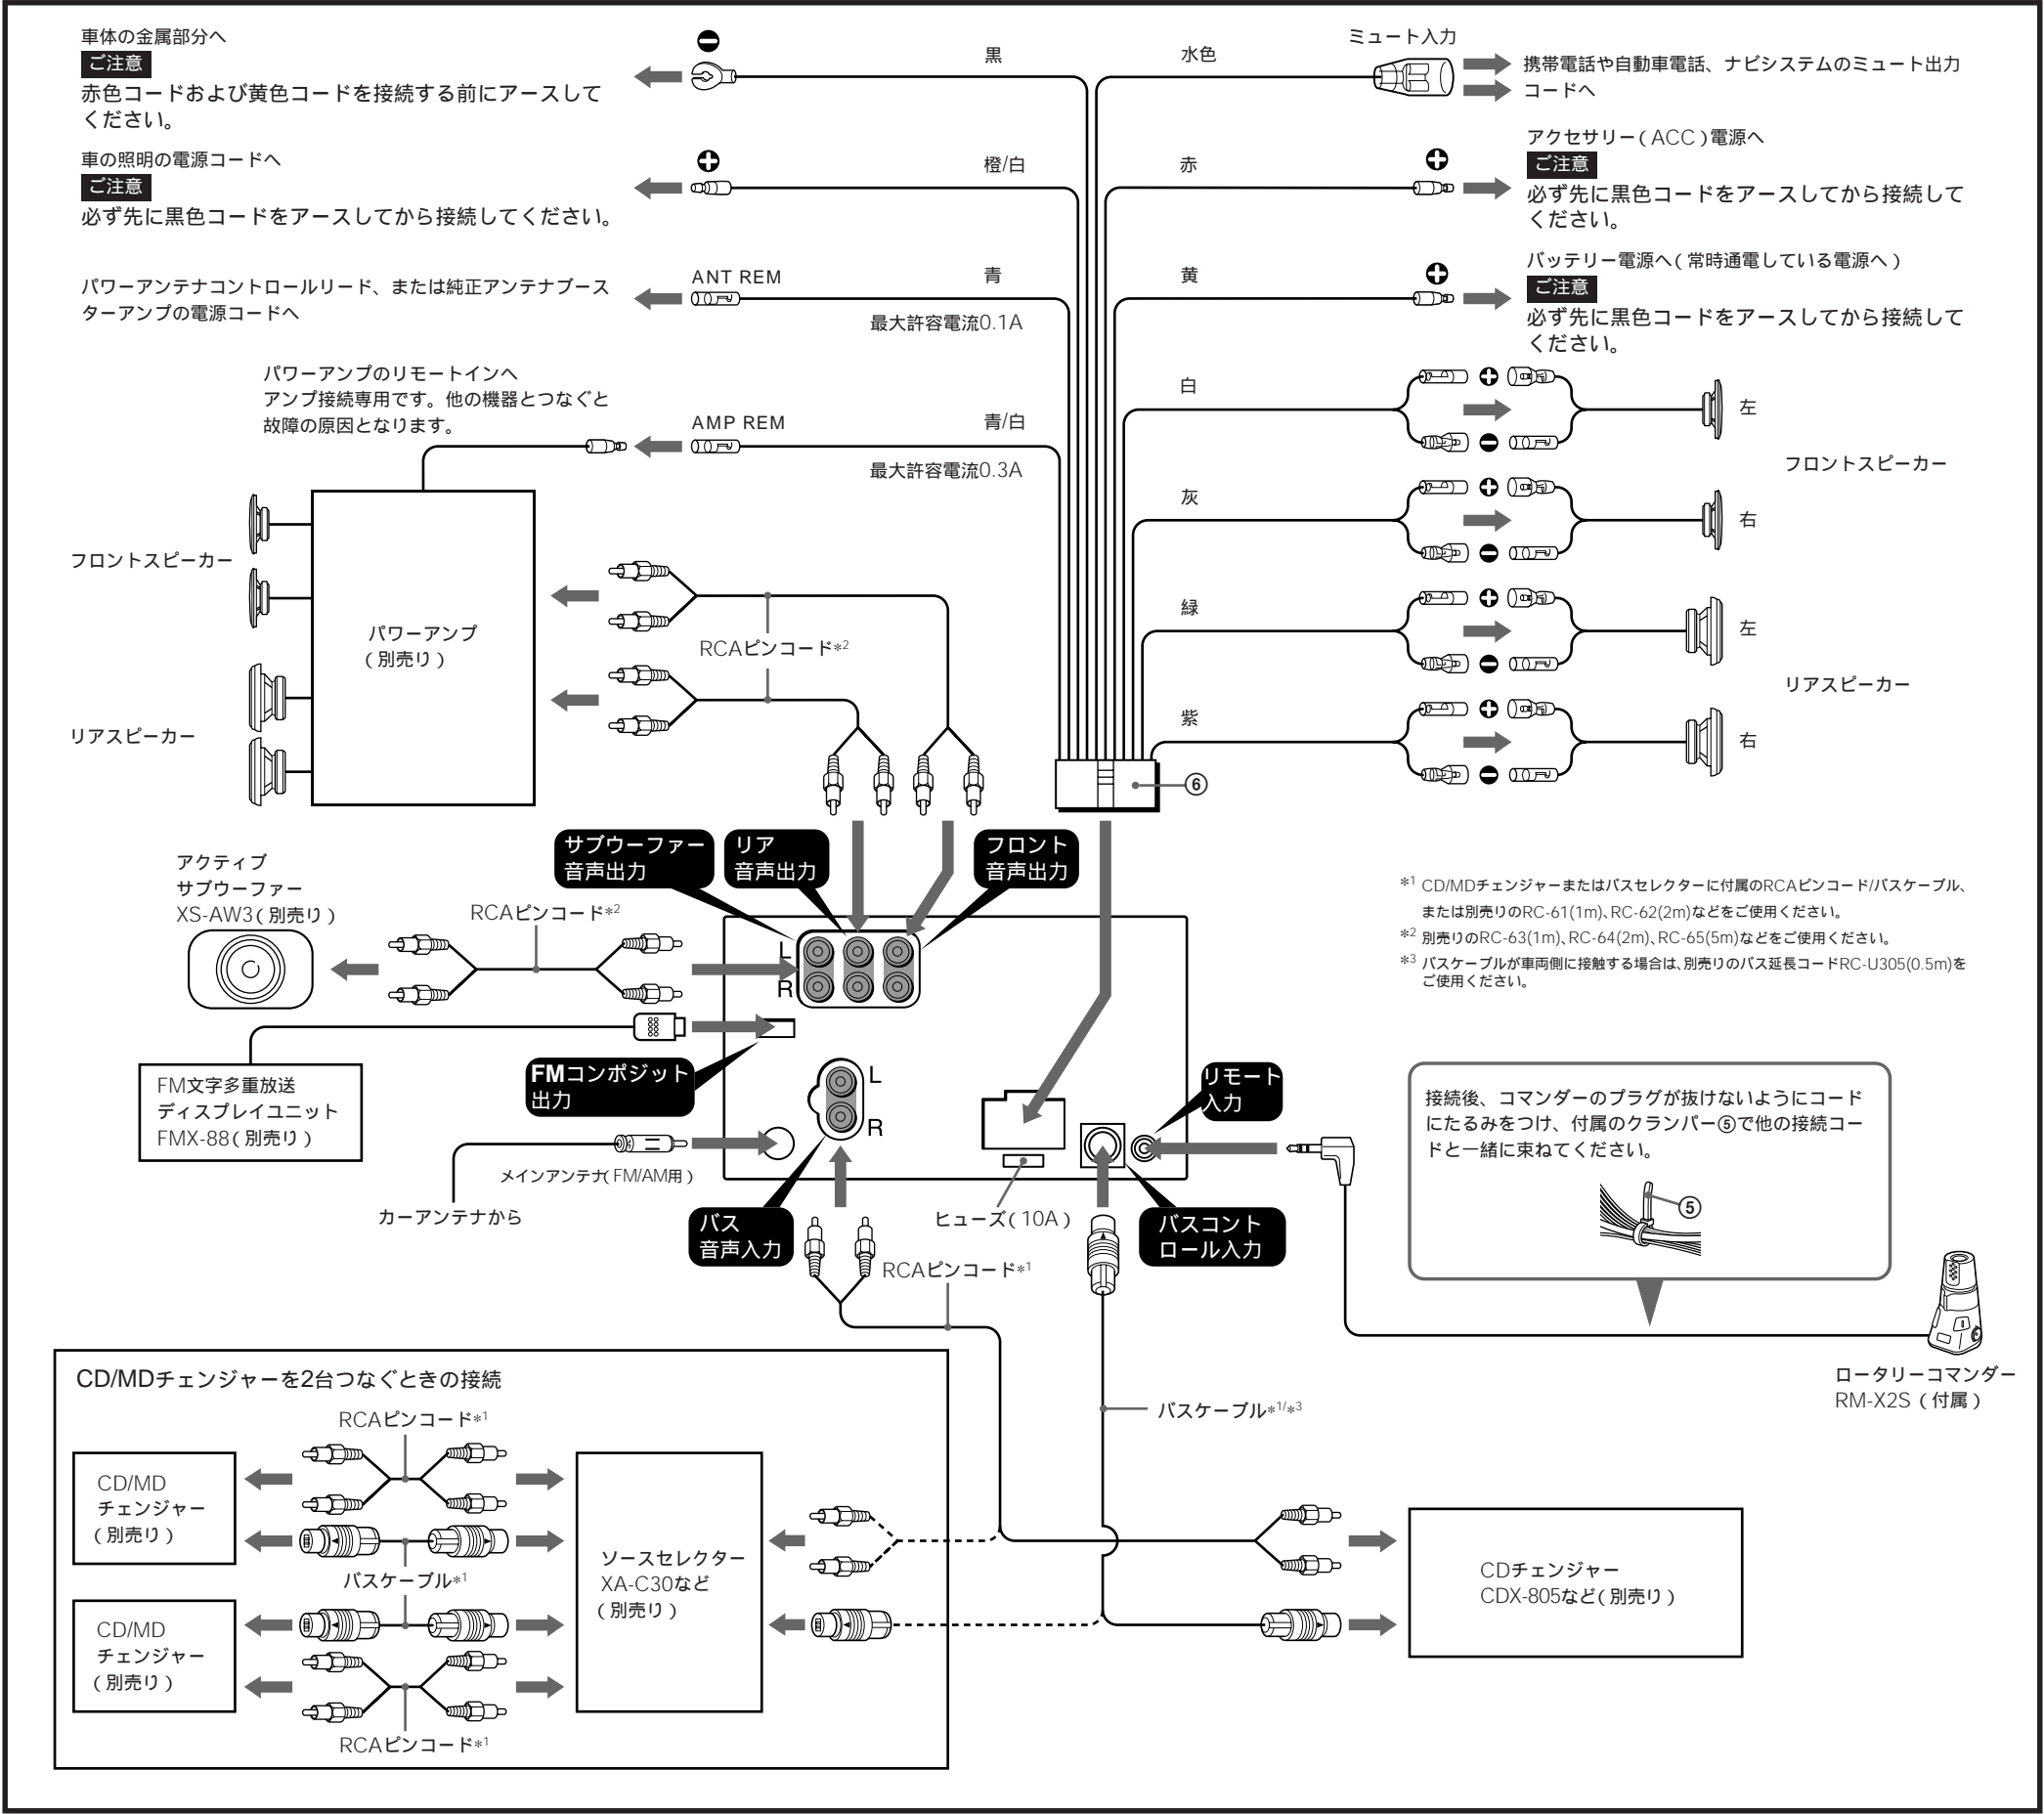 車体の金属部分へ
ご注意
赤色コードおよび黄色コードを接続する前にアースして
ください。
黒
車の照明の電源コードへ
ご注意
必ず先に黒色コードをアースしてから接続してください。
橙/白
パワーアンテナコントロールリード、または純正アンテナブース
ターアンプの電源コードへ
ANT REM
青
最大許容電流0.1A
パワーアンプのリモートインへ
アンプ接続専用です。他の機器とつなぐと
故障の原因となります。
AMP REM
青/白
最大許容電流0.3A
水色
ミュート入力
携帯電話や自動車電話、ナビシステムのミュート出力
コードへ
赤
アクセサリー(ACC)電源へ
ご注意
必ず先に黒色コードをアースしてから接続して
ください。
黄
バッテリー電源へ(常時通電している電源へ)
ご注意
必ず先に黒色コードをアースしてから接続して
ください。
白
左
フロントスピーカー
灰
右
緑
左
リアスピーカー
紫
右
⑥
フロントスピーカー
リアスピーカー
パワーアンプ
(別売り)
RCAピンコード*2
サブウーファー
音声出力
リア
音声出力
フロント
音声出力
アクティブ
サブウーファー
XS-AW3(別売り)
RCAピンコード*2
L
R
*1 CD/MDチェンジャーまたはバスセレクターに付属のRCAピンコード/バスケーブル、
または別売りのRC-61(1m)、RC-62(2m)などをご使用ください。
*2 別売りのRC-63(1m)、RC-64(2m)、RC-65(5m)などをご使用ください。
*3 バスケーブルが車両側に接触する場合は、別売りのバス延長コードRC-U305(0.5m)を
ご使用ください。
FM文字多重放送
ディスプレイユニット
FMX-88(別売り)
FMコンポジット
出力
L
R
リモート
入力
メインアンテナ(FM/AM用)
カーアンテナから
バス
音声入力
ヒューズ(10A)
バスコント
ロール入力
接続後、コマンダーのプラグが抜けないようにコード
にたるみをつけ、付属のクランパー⑤で他の接続コー
ドと一緒に束ねてください。
⑤
RCAピンコード*1
ロータリーコマンダー
RM-X2S (付属)
バスケーブル*1/*3
CD/MDチェンジャーを2台つなぐときの接続
RCAピンコード*1
CD/MD
チェンジャー
(別売り)
バスケーブル*1
CD/MD
チェンジャー
(別売り)
RCAピンコード*1
ソースセレクター
XA-C30など
(別売り)
CDチェンジャー
CDX-805など(別売り)